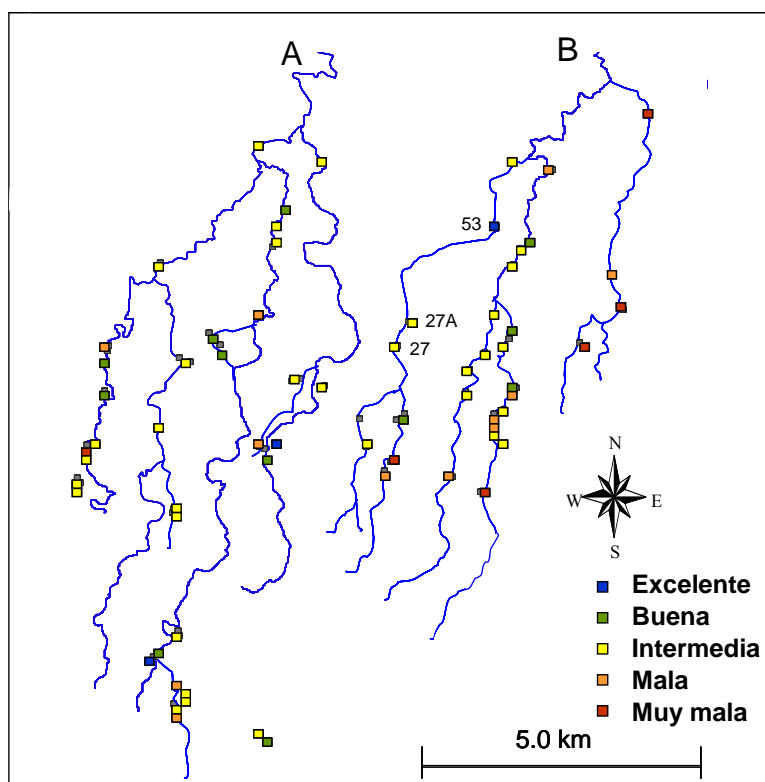 A
B
53
27A
27
N
W
E
S
Excelente
Buena
Intermedia
Mala
Muy mala
5.0 km